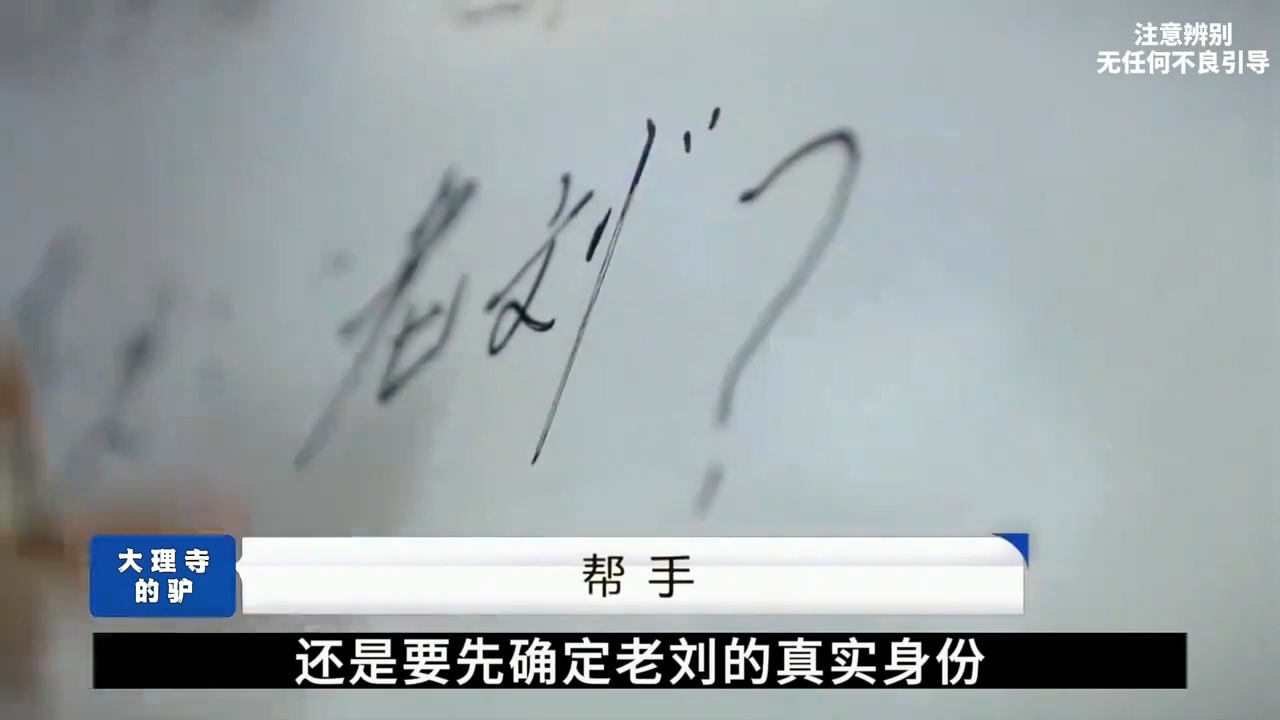 注意辨别
无任何不良引导
老刘"?
大理寺
的驴
帮手
还是要先确定老刘的真实身份